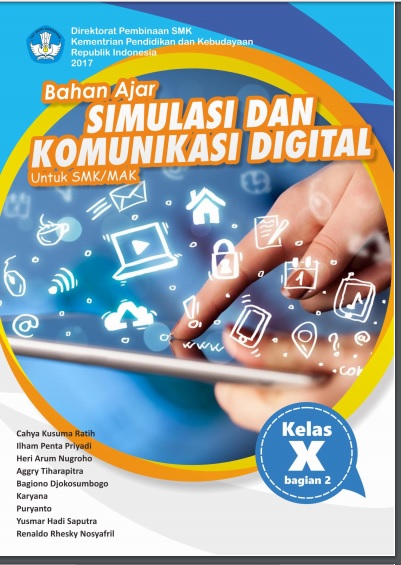 Direktorat Pembinaan SMK
Kementrian Pendidikan dan Kebudayaan
Republik Indonesia
2017
Bahan Ajar
SIMULASI DAN
KOMUNIKASI DIGITAL
Untuk SMK/MAK
1
www
Cahya Kusuma Ratih
Ilham Penta Priyadi
Heri Arum Nugroho
Aggry Tiharapitra
Bagiono Djokosumbogo
Karyana
Puryanto
Yusmar Hadi Saputra
Renaldo Rhesky Nosyafril
Kelas
X
bagian 2